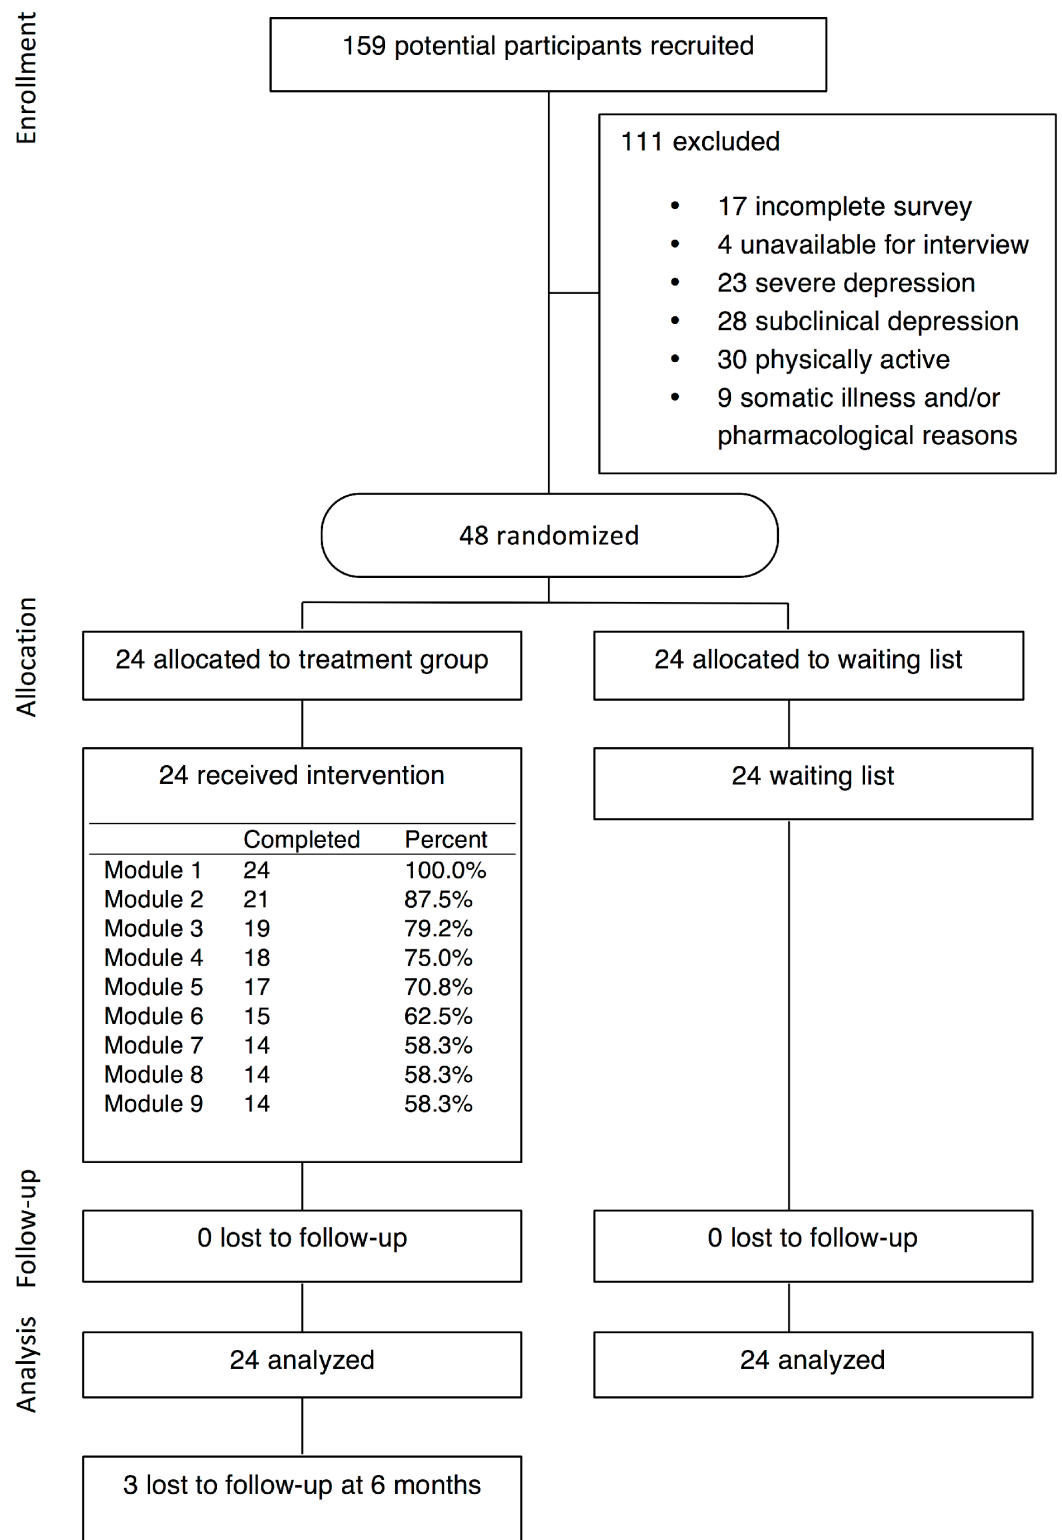 Enrollment
159 potential participants recruited
111 excluded
• 17 incomplete survey
• 4 unavailable for interview
• 23 severe depression
• 28 subclinical depression
• 30 physically active
• 9 somatic illness and/or
pharmacological reasons
48 randomized
Allocation
24 allocated to treatment group
24 allocated to waiting list
24 received intervention
24 waiting list
Completed Percent
Module 1 24 100.0%
Module 2 21 87.5%
Module 3 19 79.2%
Module 4 18 75.0%
Module 5 17 70.8%
Module 6 15 62.5%
Module 7 14 58.3%
Module 8 14 58.3%
Module 9 14 58.3%
Follow-up
0 lost to follow-up
0 lost to follow-up
Analysis
24 analyzed
24 analyzed
3 lost to follow-up at 6 months